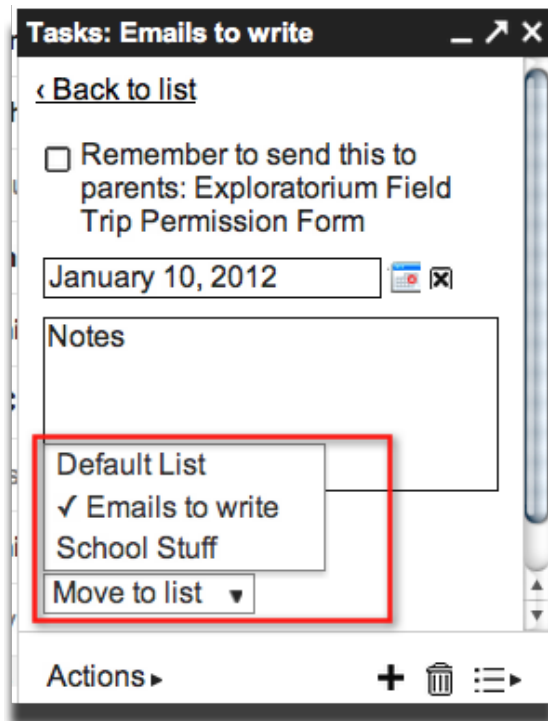 Tasks: Emails to write
‹ Back to list
Remember to send this to
parents: Exploratorium Field
Trip Permission Form
January 10, 2012
Notes
Default List
✓ Emails to write
School Stuff
Move to list ▼
Actions ▸